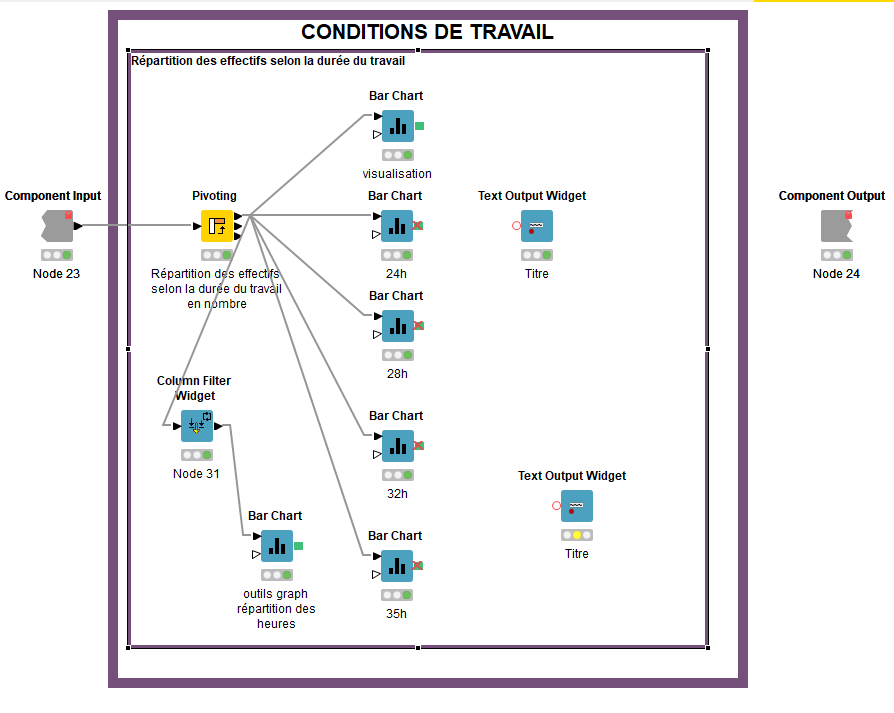 CONDITIONS DE TRAVAIL
Répartition des effectifs selon la durée du travail
Bar Chart
visualisation
Component Input
Node 23
Pivoting
Répartition des effectifs
selon la durée du travail
en nombre
Bar Chart
24h
Text Output Widget
Titre
Component Output
Node 24
Bar Chart
28h
Column Filter
Widget
Node 31
Bar Chart
32h
Text Output Widget
Titre
Bar Chart
outils graph
répartition des
heures
Bar Chart
35h